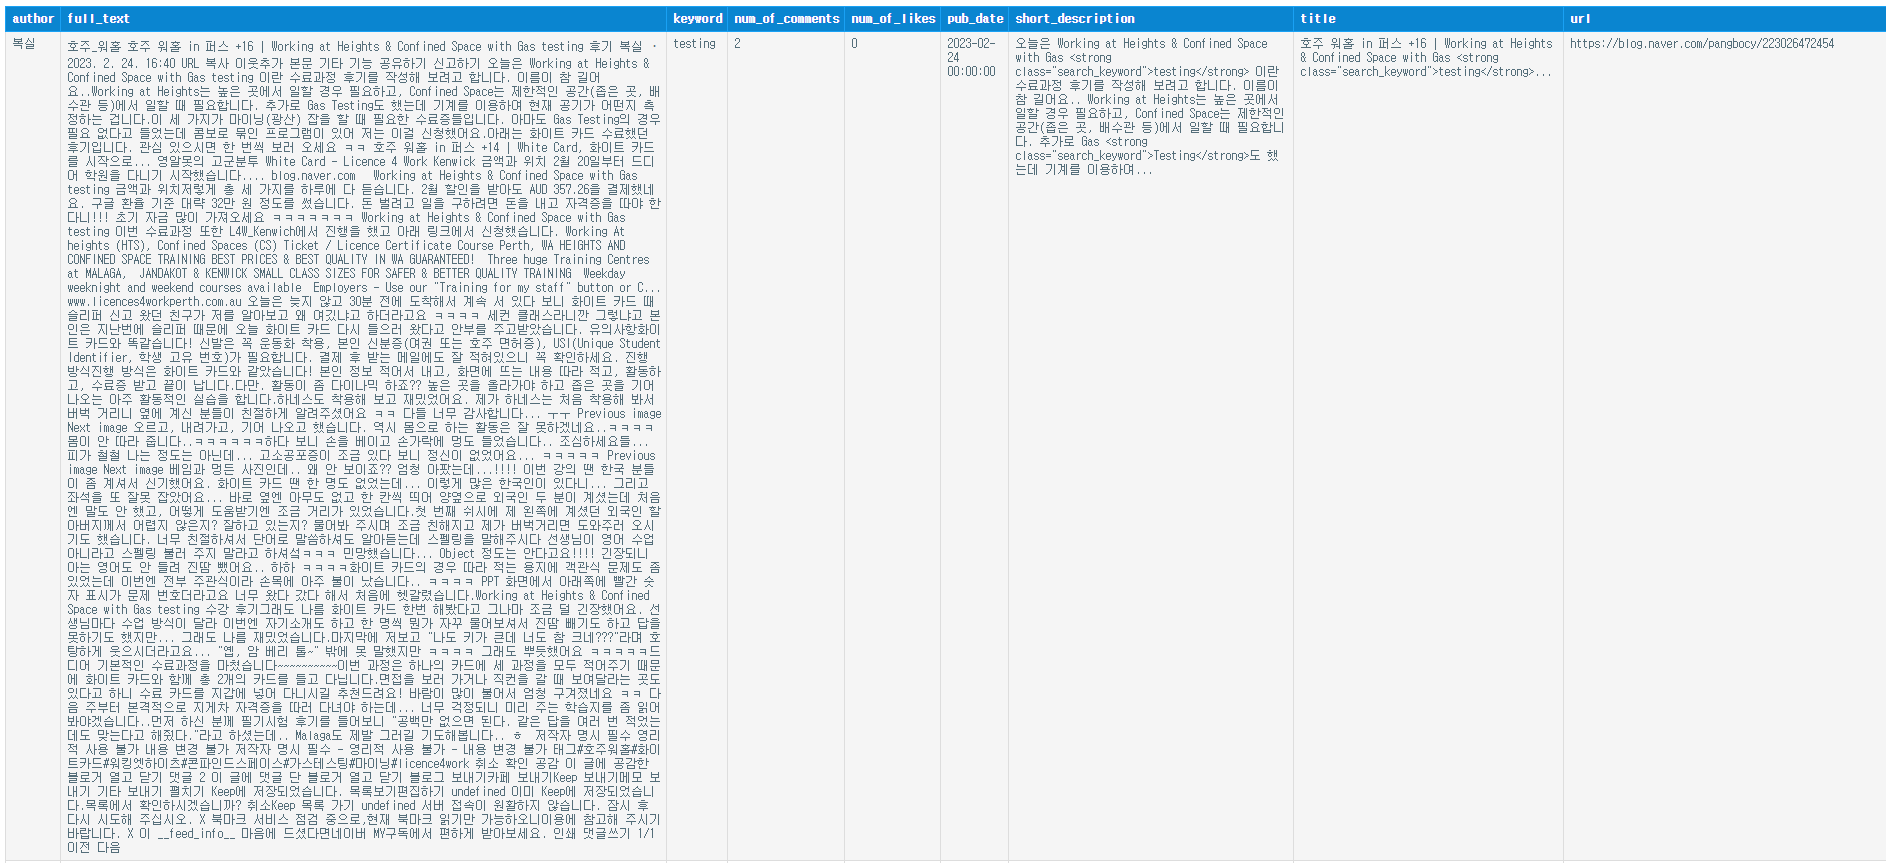 author full_text keyword num_of_comments num_of_likes pub_date short_description title url
복실
호주_워홀 호주 워홀 in 퍼스 +16 | Working at Heights & Confined Space with Gas testing 후기 복실 ·
2023. 2. 24. 16:40 URL 복사 이웃추가 본문 기타 기능 공유하기 신고하기 오늘은 Working at Heights &
Confined Space with Gas testing 이란 수료과정 후기를 작성해 보려고 합니다. 이름이 참 길어
요..Working at Heights는 높은 곳에서 일할 경우 필요하고, Confined Space는 제한적인 공간(좁은 곳, 배
수관 등)에서 일할 때 필요합니다. 추가로 Gas Testing도 했는데 기계를 이용하여 현재 공기가 어떤지 측
정하는 겁니다.이 세 가지가 마이닝(광산) 잡을 할 때 필요한 수료증들입니다. 아마도 Gas Testing의 경우
필요 없다고 들었는데 콤보로 묶인 프로그램이 있어 저는 이걸 신청했어요.아래는 화이트 카드 수료했던
후기입니다. 관심 있으시면 한 번씩 보러 오세요 ㅋㅋ 호주 워홀 in 퍼스 +14 | White Card, 화이트 카드
를 시작으로... 영알못의 고군분투 White Card - Licence 4 Work Kenwick 금액과 위치 2월 20일부터 드디
어 학원을 다니기 시작했습니다.... blog.naver.com Working at Heights & Confined Space with Gas
testing 금액과 위치저렇게 총 세 가지를 하루에 다 듣습니다. 2월 할인을 받아도 AUD 357.26을 결제했네
요. 구글 환율 기준 대략 32만 원 정도를 썼습니다. 돈 벌려고 일을 구하려면 돈을 내고 자격증을 따야 한
다니!!! 초기 자금 많이 가져오세요 ㅋㅋㅋㅋㅋㅋㅋ Working at Heights & Confined Space with Gas
testing 이번 수료과정 또한 L4W_Kenwich에서 진행을 했고 아래 링크에서 신청했습니다. Working At
heights (HTS), Confined Spaces (CS) Ticket / Licence Certificate Course Perth, WA HEIGHTS AND
CONFINED SPACE TRAINING BEST PRICES & BEST QUALITY IN WA GUARANTEED! Three huge Training Centres
at MALAGA, JANDAKOT & KENWICK SMALL CLASS SIZES FOR SAFER & BETTER QUALITY TRAINING Weekday
weeknight and weekend courses available Employers - Use our "Training for my staff" button or C...
www.licences4workperth.com.au 오늘은 늦지 않고 30분 전에 도착해서 계속 서 있다 보니 화이트 카드 때
슬리퍼 신고 왔던 친구가 저를 알아보고 왜 여깄냐고 하더라고요 ㅋㅋㅋㅋ 세컨 클래스라니깐 그렇냐고 본
인은 지난번에 슬리퍼 때문에 오늘 화이트 카드 다시 들으러 왔다고 안부를 주고받았습니다. 유의사항화이
트 카드와 똑같습니다! 신발은 꼭 운동화 착용, 본인 신분증(여권 또는 호주 면허증), USI(Unique Student
Identifier, 학생 고유 번호)가 필요합니다. 결제 후 받는 메일에도 잘 적혀있으니 꼭 확인하세요. 진행
방식진행 방식은 화이트 카드와 같았습니다! 본인 정보 적어서 내고, 화면에 뜨는 내용 따라 적고, 활동하
고, 수료증 받고 끝이 납니다.다만. 활동이 좀 다이나믹 하죠?? 높은 곳을 올라가야 하고 좁은 곳을 기어
나오는 아주 활동적인 실습을 합니다.하네스도 착용해 보고 재밌었어요. 제가 하네스는 처음 착용해 봐서
버벅 거리니 옆에 계신 분들이 친절하게 알려주셨어요 ㅋㅋ 다들 너무 감사합니다... ㅜㅜ Previous image
Next image 오르고, 내려가고, 기어 나오고 했습니다. 역시 몸으로 하는 활동은 잘 못하겠네요..ㅋㅋㅋㅋ
몸이 안 따라 줍니다..ㅋㅋㅋㅋㅋㅋ하다 보니 손을 베이고 손가락에 멍도 들었습니다.. 조심하세요들...
피가 철철 나는 정도는 아닌데... 고소공포증이 조금 있다 보니 정신이 없었어요... ㅋㅋㅋㅋㅋ Previous
image Next image 베임과 멍든 사진인데.. 왜 안 보이죠?? 엄청 아팠는데...!!!! 이번 강의 땐 한국 분들
이 좀 계셔서 신기했어요. 화이트 카드 땐 한 명도 없었는데... 이렇게 많은 한국인이 있다니... 그리고
좌석을 또 잘못 잡았어요... 바로 옆엔 아무도 없고 한 칸씩 띄어 양옆으로 외국인 두 분이 계셨는데 처음
엔 말도 안 했고, 어떻게 도움받기엔 조금 거리가 있었습니다.첫 번째 쉬시에 제 왼쪽에 계셨던 외국인 할
아버지께서 어렵지 않은지? 잘하고 있는지? 물어봐 주시며 조금 친해지고 제가 버벅거리면 도와주러 오시
기도 했습니다. 너무 친절하셔서 단어로 말씀하셔도 알아듣는데 스펠링을 말해주시다 선생님이 영어 수업
아니라고 스펠링 불러 주지 말라고 하셔섴ㅋㅋㅋ 민망했습니다... Object 정도는 안다고요!!!! 긴장되니
아는 영어도 안 들려 진땀 뺐어요.. 하하 ㅋㅋㅋㅋ화이트 카드의 경우 따라 적는 용지에 객관식 문제도 좀
있었는데 이번엔 전부 주관식이라 손목에 아주 불이 났습니다.. ㅋㅋㅋㅋ PPT 화면에서 아래쪽에 빨간 숫
자 표시가 문제 번호더라고요 너무 왔다 갔다 해서 처음에 헷갈렸습니다.Working at Heights & Confined
Space with Gas testing 수강 후기그래도 나름 화이트 카드 한번 해봤다고 그나마 조금 덜 긴장했어요. 선
생님마다 수업 방식이 달라 이번엔 자기소개도 하고 한 명씩 뭔가 자꾸 물어보셔서 진땀 빼기도 하고 답을
못하기도 했지만... 그래도 나름 재밌었습니다.마지막에 저보고 "나도 키가 큰데 너도 참 크네???"라며 호
탕하게 웃으시더라고요... "옙, 암 베리 톨~" 밖에 못 말했지만 ㅋㅋㅋㅋ 그래도 뿌듯했어요 ㅋㅋㅋㅋㅋ드
디어 기본적인 수료과정을 마쳤습니다~~~~~~~~~~이번 과정은 하나의 카드에 세 과정을 모두 적어주기 때문
에 화이트 카드와 함께 총 2개의 카드를 들고 다닙니다.면접을 보러 가거나 직컨을 갈 때 보여달라는 곳도
있다고 하니 수료 카드를 지갑에 넣어 다니시길 추천드려요! 바람이 많이 불어서 엄청 구겨졌네요 ㅋㅋ 다
음 주부터 본격적으로 지게차 자격증을 따러 다녀야 하는데... 너무 걱정되니 미리 주는 학습지를 좀 읽어
봐야겠습니다..먼저 하신 분께 필기시험 후기를 들어보니 "공백만 없으면 된다. 같은 답을 여러 번 적었는
데도 맞는다고 해줬다."라고 하셨는데.. Malaga도 제발 그러길 기도해봅니다.. ㅎ 저작자 명시 필수 영리
적 사용 불가 내용 변경 불가 저작자 명시 필수 - 영리적 사용 불가 - 내용 변경 불가 태그#호주워홀#화이
트카드#워킹엣하이츠#콘파인드스페이스#가스테스팅#마이닝#licence4work 취소 확인 공감 이 글에 공감한
블로거 열고 닫기 댓글 2 이 글에 댓글 단 블로거 열고 닫기 블로그 보내기카페 보내기Keep 보내기메모 보
내기 기타 보내기 펼치기 Keep에 저장되었습니다. 목록보기편집하기 undefined 이미 Keep에 저장되었습니
다.목록에서 확인하시겠습니까? 취소Keep 목록 가기 undefined 서버 접속이 원활하지 않습니다. 잠시 후
다시 시도해 주십시오. X 북마크 서비스 점검 중으로,현재 북마크 읽기만 가능하오니이용에 참고해 주시기
바랍니다. X 이 __feed_info__ 마음에 드셨다면네이버 MY구독에서 편하게 받아보세요. 인쇄 댓글쓰기 1/1
이전 다음
testing
2
0
2023-02-
24
00:00:00
오늘은 Working at Heights & Confined Space
with Gas <strong
class="search_keyword">testing</strong> 이란
수료과정 후기를 작성해 보려고 합니다. 이름이
참 길어요.. Working at Heights는 높은 곳에서
일할 경우 필요하고, Confined Space는 제한적인
공간(좁은 곳, 배수관 등)에서 일할 때 필요합니
다. 추가로 Gas <strong
class="search_keyword">Testing</strong>도 했
는데 기계를 이용하여...
호주 워홀 in 퍼스 +16 | Working at Heights
& Confined Space with Gas <strong
class="search_keyword">testing</strong>...
https://blog.naver.com/pangbocy/223026472454